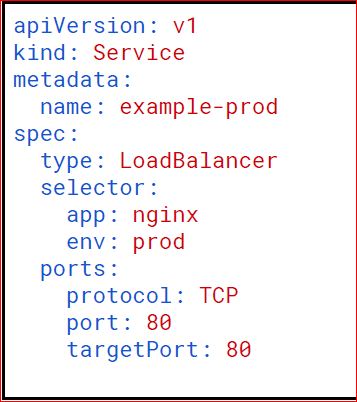 apiVersion: v1
kind: Service
metadata:
  name: example-prod
spec:
  type: LoadBalancer
  selector:
    app: nginx
    env: prod
  ports:
    protocol: TCP
    port: 80
    targetPort: 80